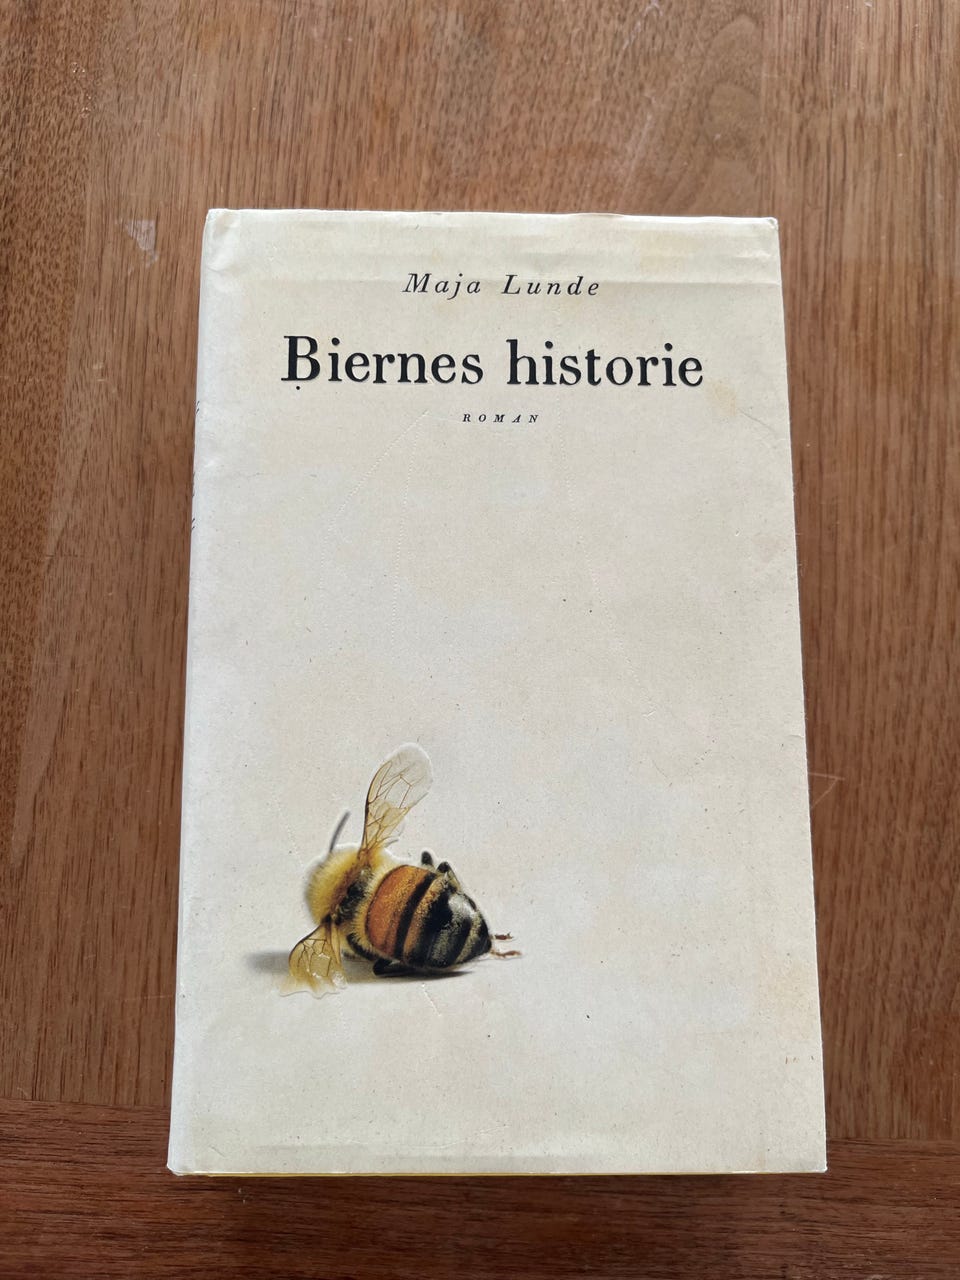 Maja Lunde
Biernes historie
ROMAN